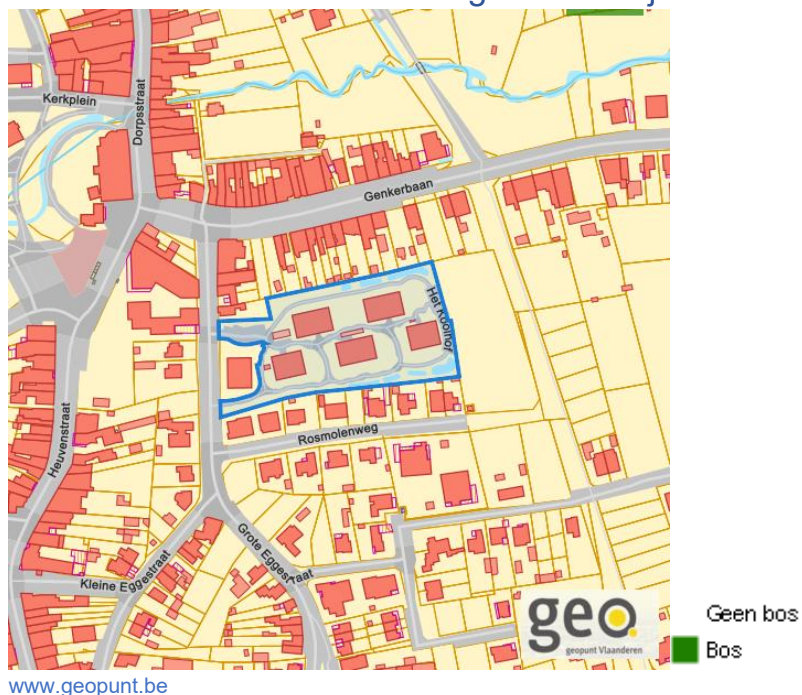 Kerkplein
Dorpsstraat
Genkerbaan
Het Koolhof
Rosmolenweg
Heuvenstraat
Grote Eggestraat
Kleine Eggestraat
geo
geopunt Vlaanderen
Geen bos
Bos
www.geopunt.be